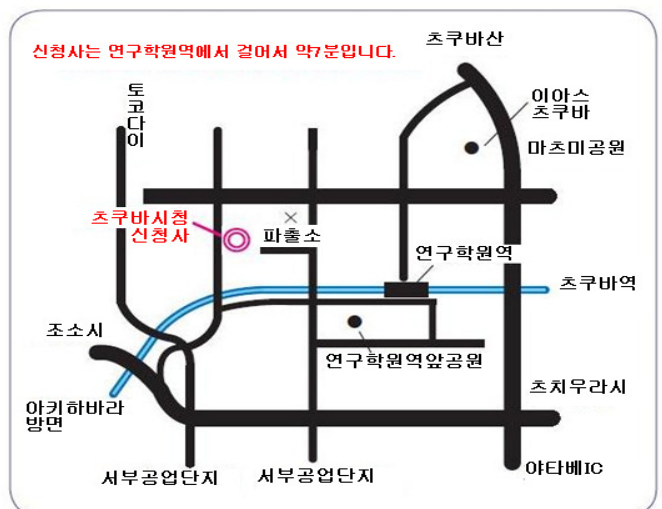 신청사는 연구학원역에서 걸어서 약7분입니다.
츠쿠바산
토코다이
이아스
츠쿠바
마츠미공원
츠쿠바시청
신청사
파출소
연구학원역
츠쿠바역
조소시
연구학원역앞공원
츠치우라시
아키하바라
방면
서부공업단지
서부공업단지
야타베IC